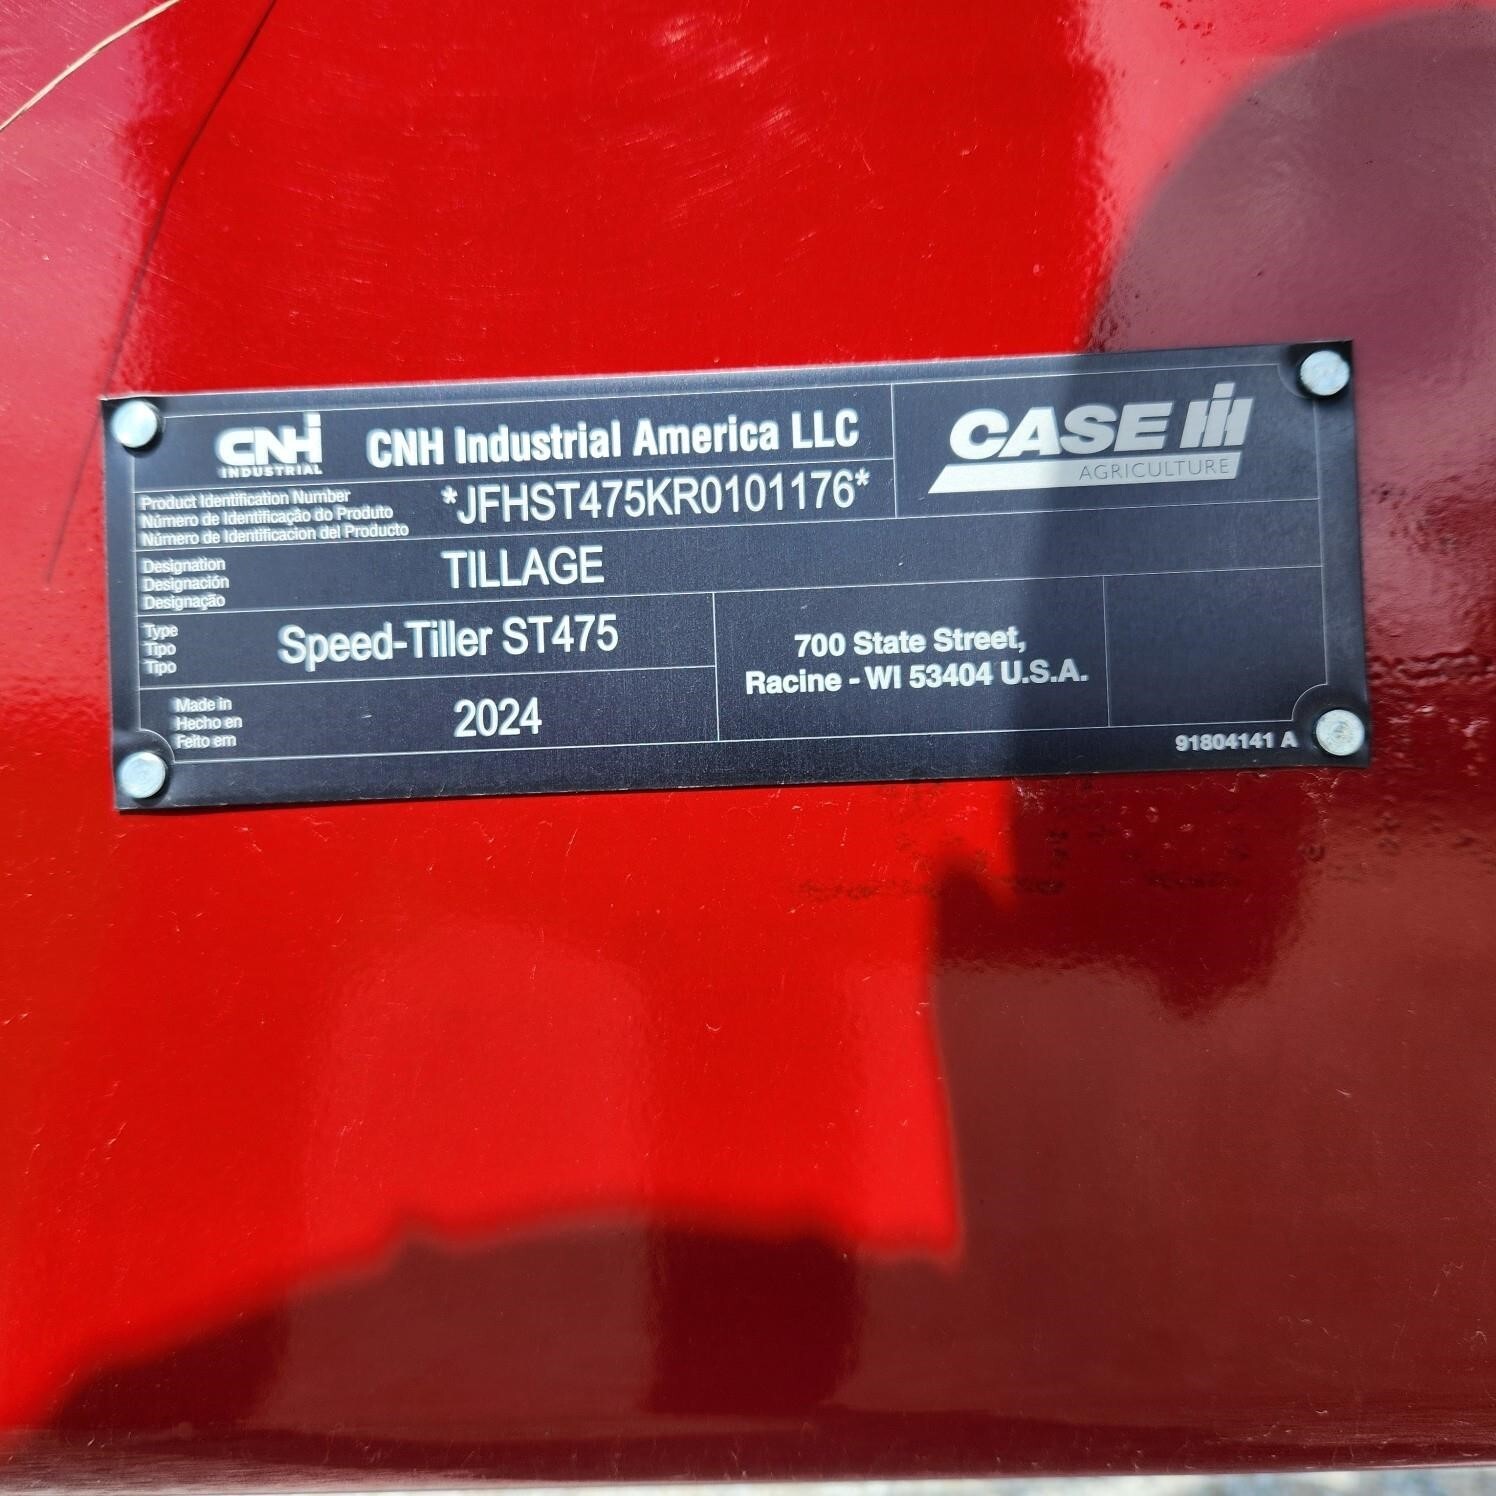 CNH INDUSTRIAL
CNH Industrial America LLC
CASE IH
AGRICULTURE
Product Identification Number
Número de Identificação do Produto
Número de Identificacion del Producto
*JFHST475KR0101176*
Designation
Designación
Designação
TILLAGE
Type
Tipo
Tipo
Speed-Tiller ST475
700 State Street,
Racine - WI 53404 U.S.A.
Made in
Hecho en
Feito em
2024
91804141 A